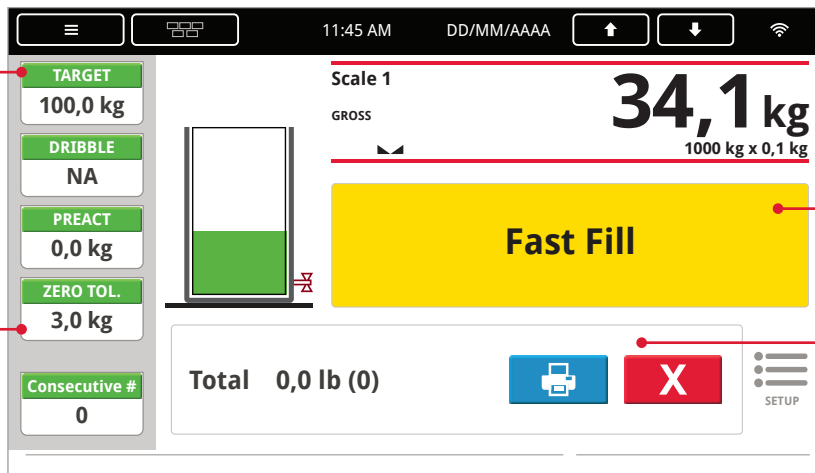 11:45 AM DD/MM/AAAA
TARGET
100,0 kg
DRIBBLE
NA
PREACT
0,0 kg
ZERO TOL.
3,0 kg
Consecutive #
0
Scale 1
GROSS
34,1 kg
1000 kg x 0,1 kg
Fast Fill
Total 0,0 lb (0)
X
SETUP